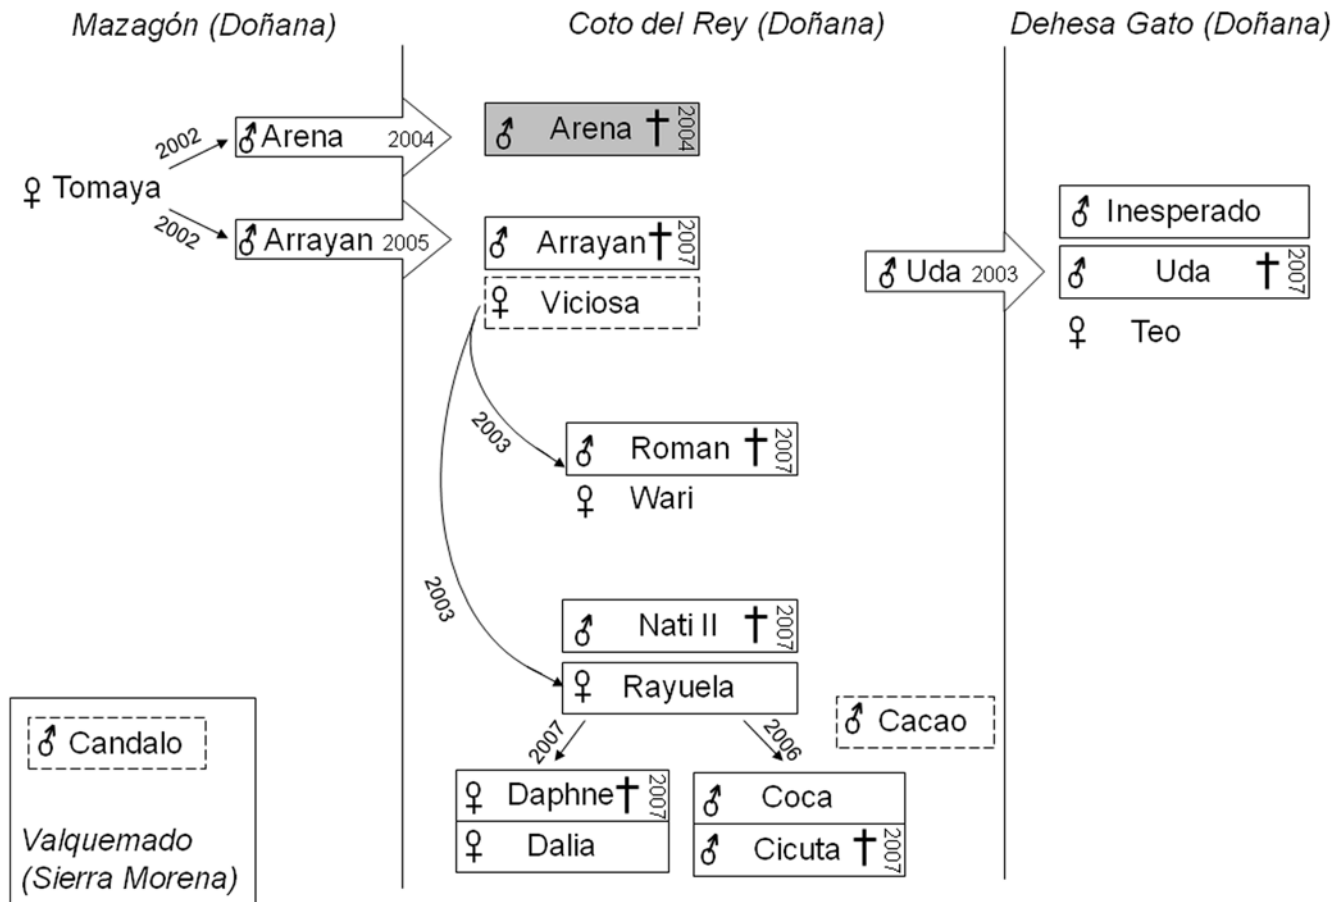 Mazagón (Doñana)
Coto del Rey (Doñana)
Dehesa Gato (Doñana)
♂ Arena 2004
♂ Arena † 2004
2002
♀ Tomaya
2002
♂ Arrayan 2005
♂ Arrayan † 2007
♀ Viciosa
♂ Inesperado
♂ Uda 2003
♂ Uda † 2007
♀ Teo
2003
♂ Roman † 2007
♀ Wari
2003
♂ Nati II † 2007
♀ Rayuela
♂ Candalo
♂ Cacao
2007
2006
♀ Daphne † 2007
♂ Coca
♀ Dalia
♂ Cicuta † 2007
Valquemado
(Sierra Morena)